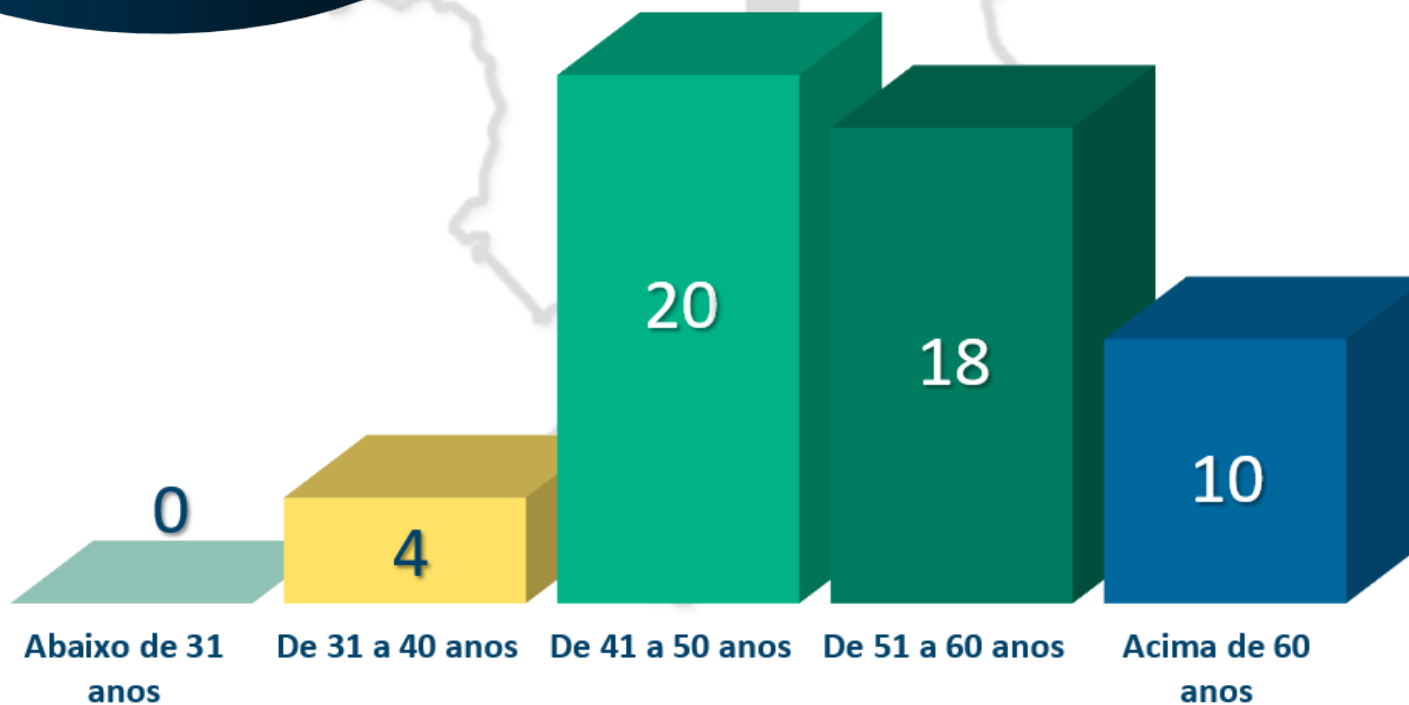 0
4
20
18
10
Abaixo de 31
anos
De 31 a 40 anos
De 41 a 50 anos
De 51 a 60 anos
Acima de 60
anos